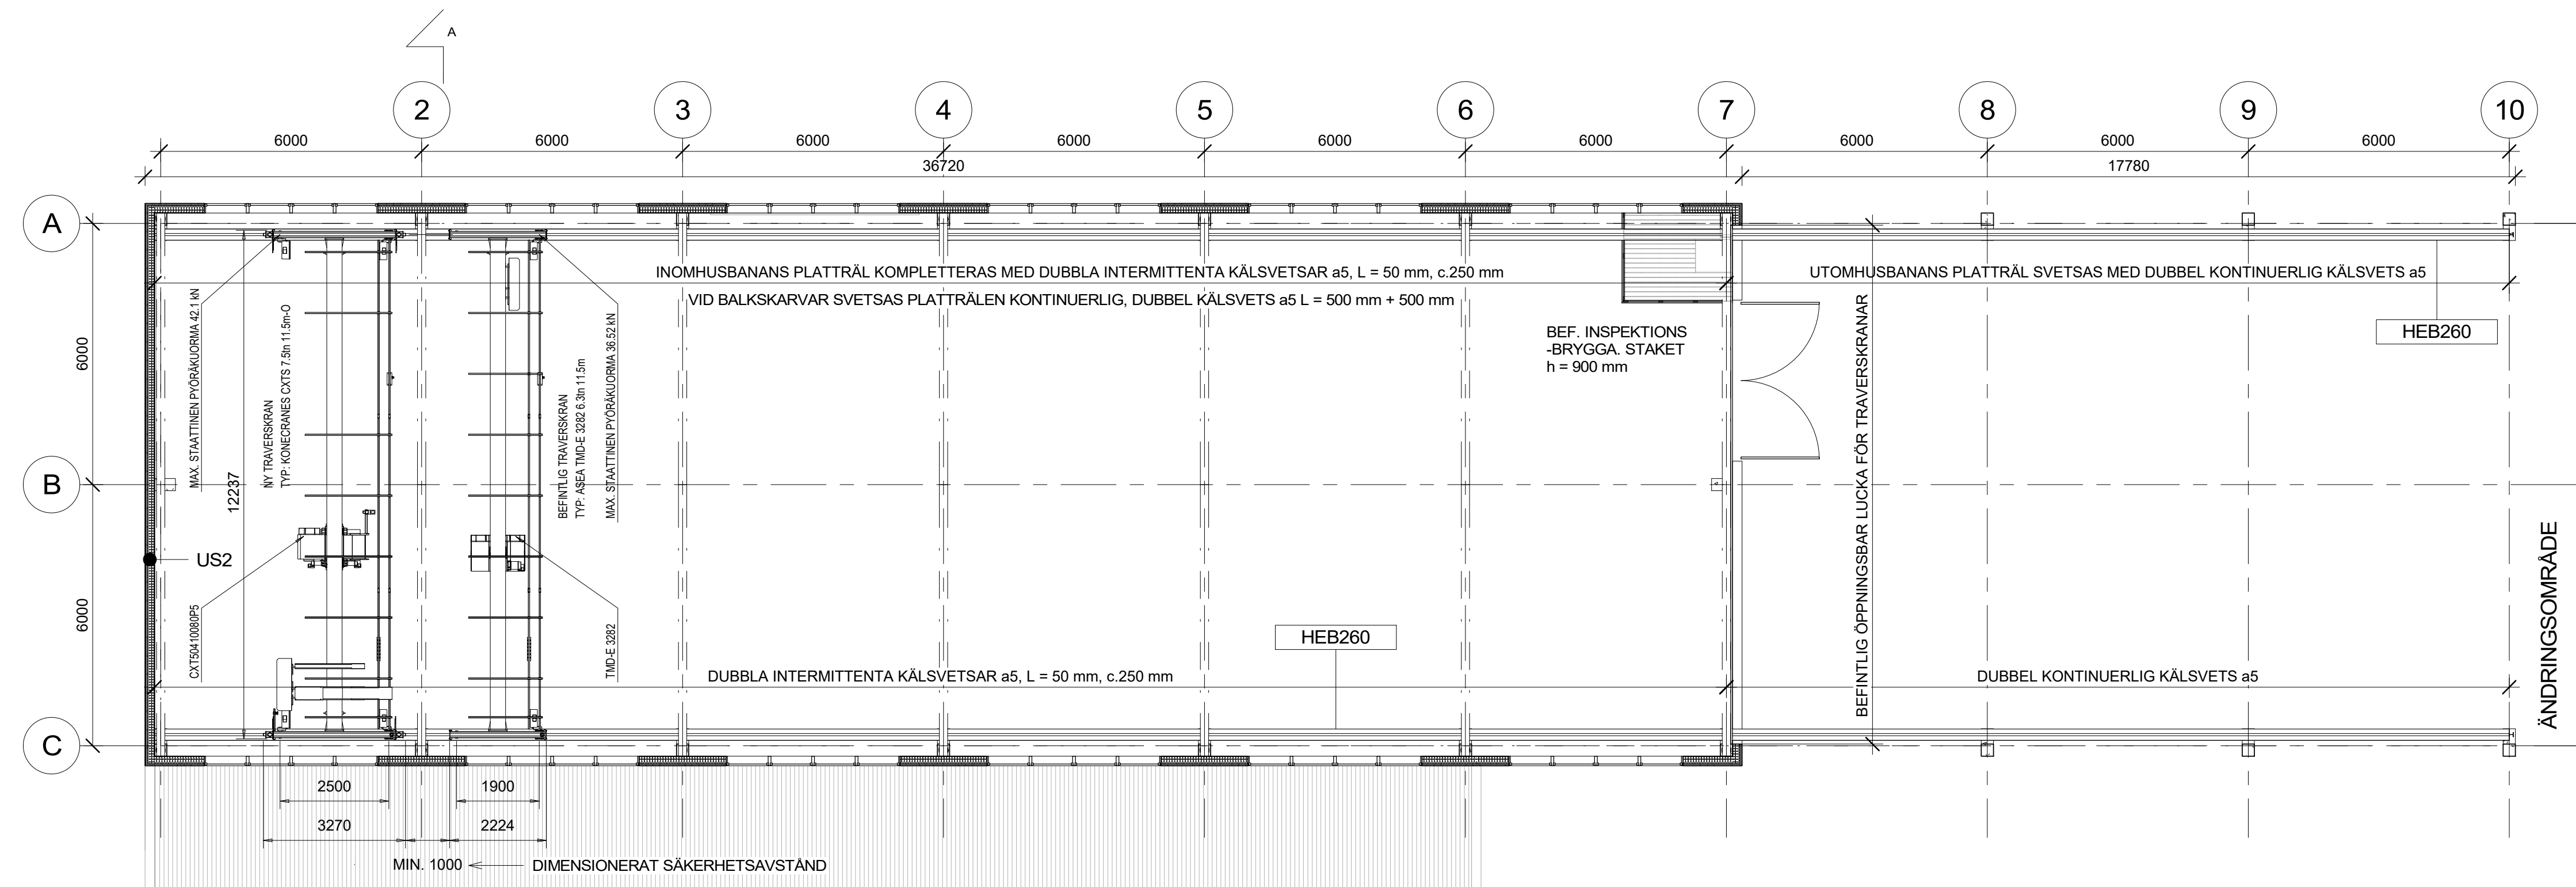 A
2
3
4
5
6
7
8
9
10
6000
6000
6000
6000
6000
6000
6000
6000
6000
36720
17780
A
B
C
6000
6000
INOMHUSBANANS PLATTRÄL KOMPLETTERAS MED DUBBLA INTERMITTENTA KÄLSVETSAR a5, L = 50 mm, c.250 mm
VID BALKSKARVAR SVETSAS PLATTRÄLEN KONTINUERLIG, DUBBEL KÄLSVETS a5 L = 500 mm + 500 mm
UTOMHUSBANANS PLATTRÄL SVETSAS MED DUBBEL KONTINUERLIG KÄLSVETS a5
HEB260
BEF. INSPEKTIONS
-BRYGGA. STAKET
h = 900 mm
MAX. STAATTINEN PYÖRÄKUORMA 42.1 kN
NY TRAVERSKRAN
TYP: KONECRANES CXTS 7.5tn 11.5m-O
12237
BEFINTLIG TRAVERSKRAN
TYP: ASEA TMD-E 3282 6.3tn 11.5m
MAX. STAATTINEN PYÖRÄKUORMA 36.52 kN
BEFINTLIG ÖPPNINGSBAR LUCKA FÖR TRAVERSKRANAR
US2
CXT50410080P5
TMD-E 3282
HEB260
DUBBLA INTERMITTENTA KÄLSVETSAR a5, L = 50 mm, c.250 mm
DUBBEL KONTINUERLIG KÄLSVETS a5
ÄNDRINGSOMRÅDE
2500
1900
3270
2224
MIN. 1000
DIMENSIONERAT SÄKERHETSAVSTÅND